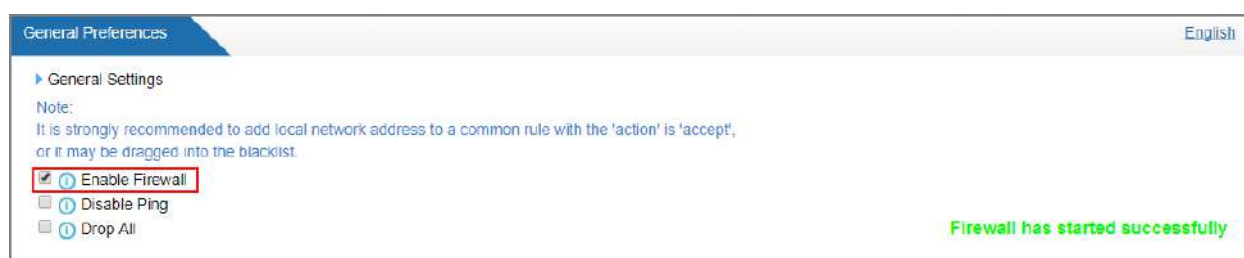 General Preferences English
General Settings
Note:
It is strongly recommended to add local network address to a common rule with the 'action' is 'accept',
or it may be dragged into the blacklist.
Enable Firewall
Disable Ping
Drop All
Firewall has started successfully